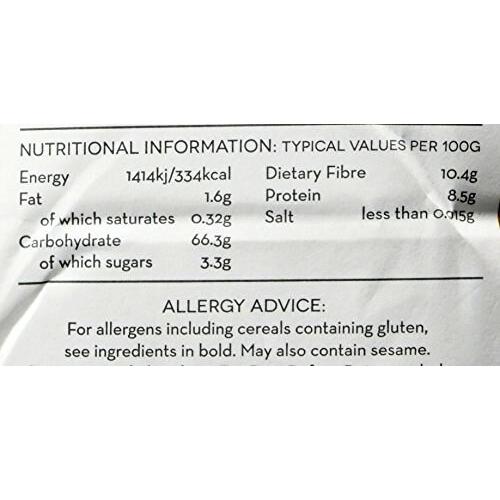 NUTRITIONAL INFORMATION: TYPICAL VALUES PER 100G
Energy 1414kj/334kcal
Fat 1.6g
of which saturates 0.32g
Carbohydrate 66.3g
of which sugars 3.3g
Dietary Fibre 10.4g
Protein 8.5g
Salt less than 0.015g
ALLERGY ADVICE:
For allergens including cereals containing gluten,
see ingredients in bold. May also contain sesame.